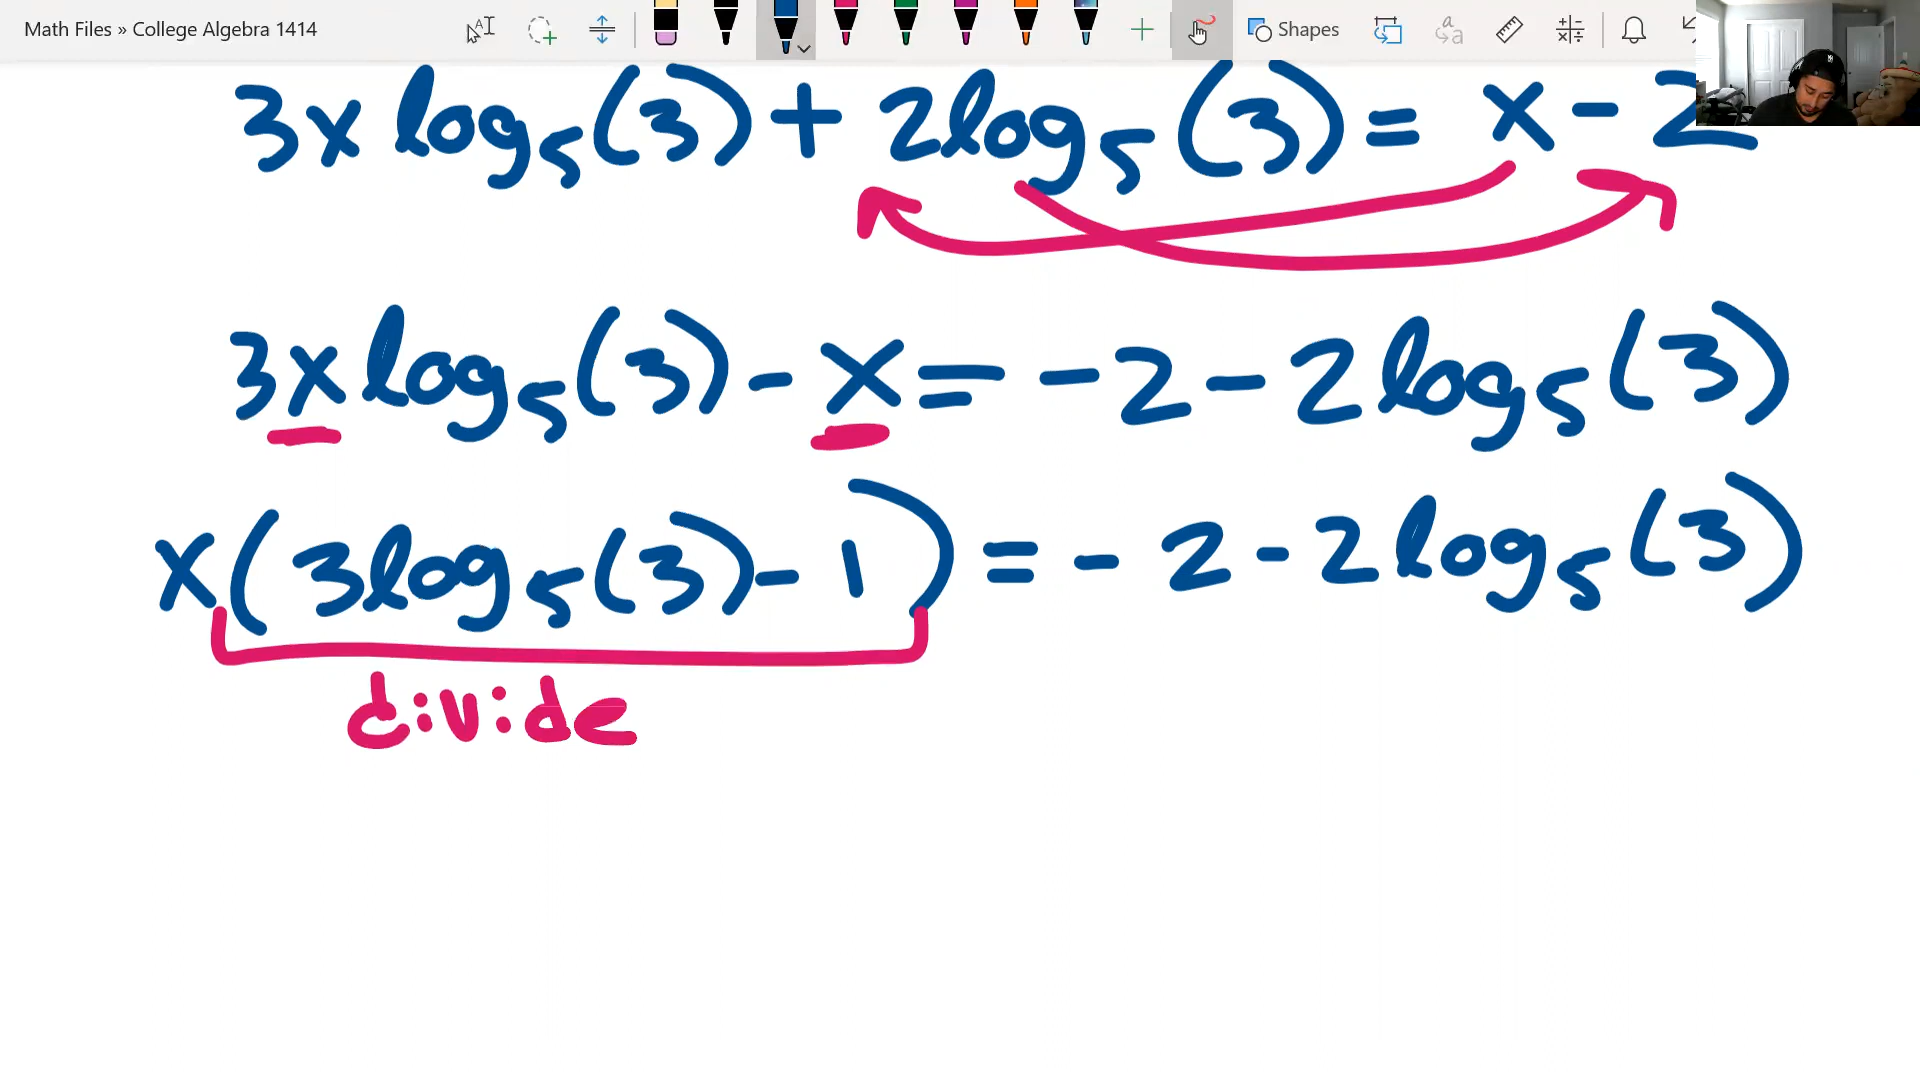 Math Files » College Algebra 1414
Shapes
3x log₅(3) + 2log₅(3) = x - 2
3x log₅(3) - x = -2 - 2log₅(3)
x(3log₅(3) - 1) = -2 - 2log₅(3)
divide